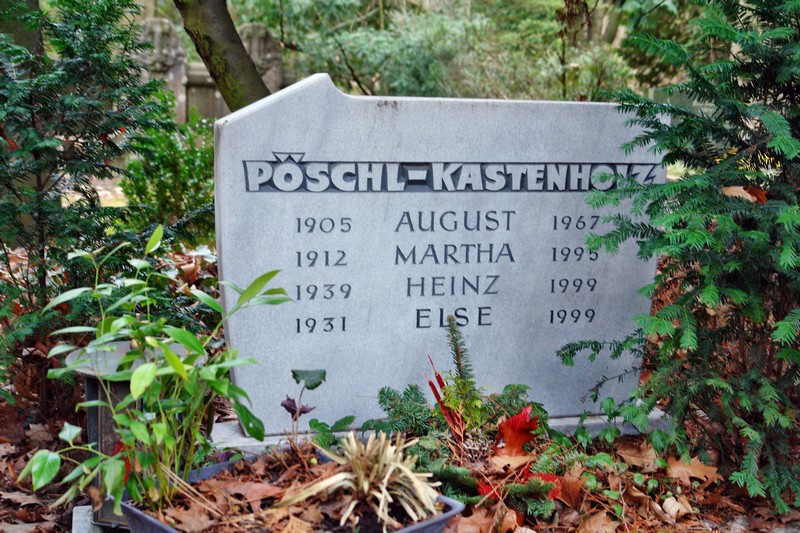 PÖSCHL-KASTENHOLZ
1905 AUGUST 1967
1912 MARTHA 1995
1939 HEINZ 1999
1931 ELSE 1999